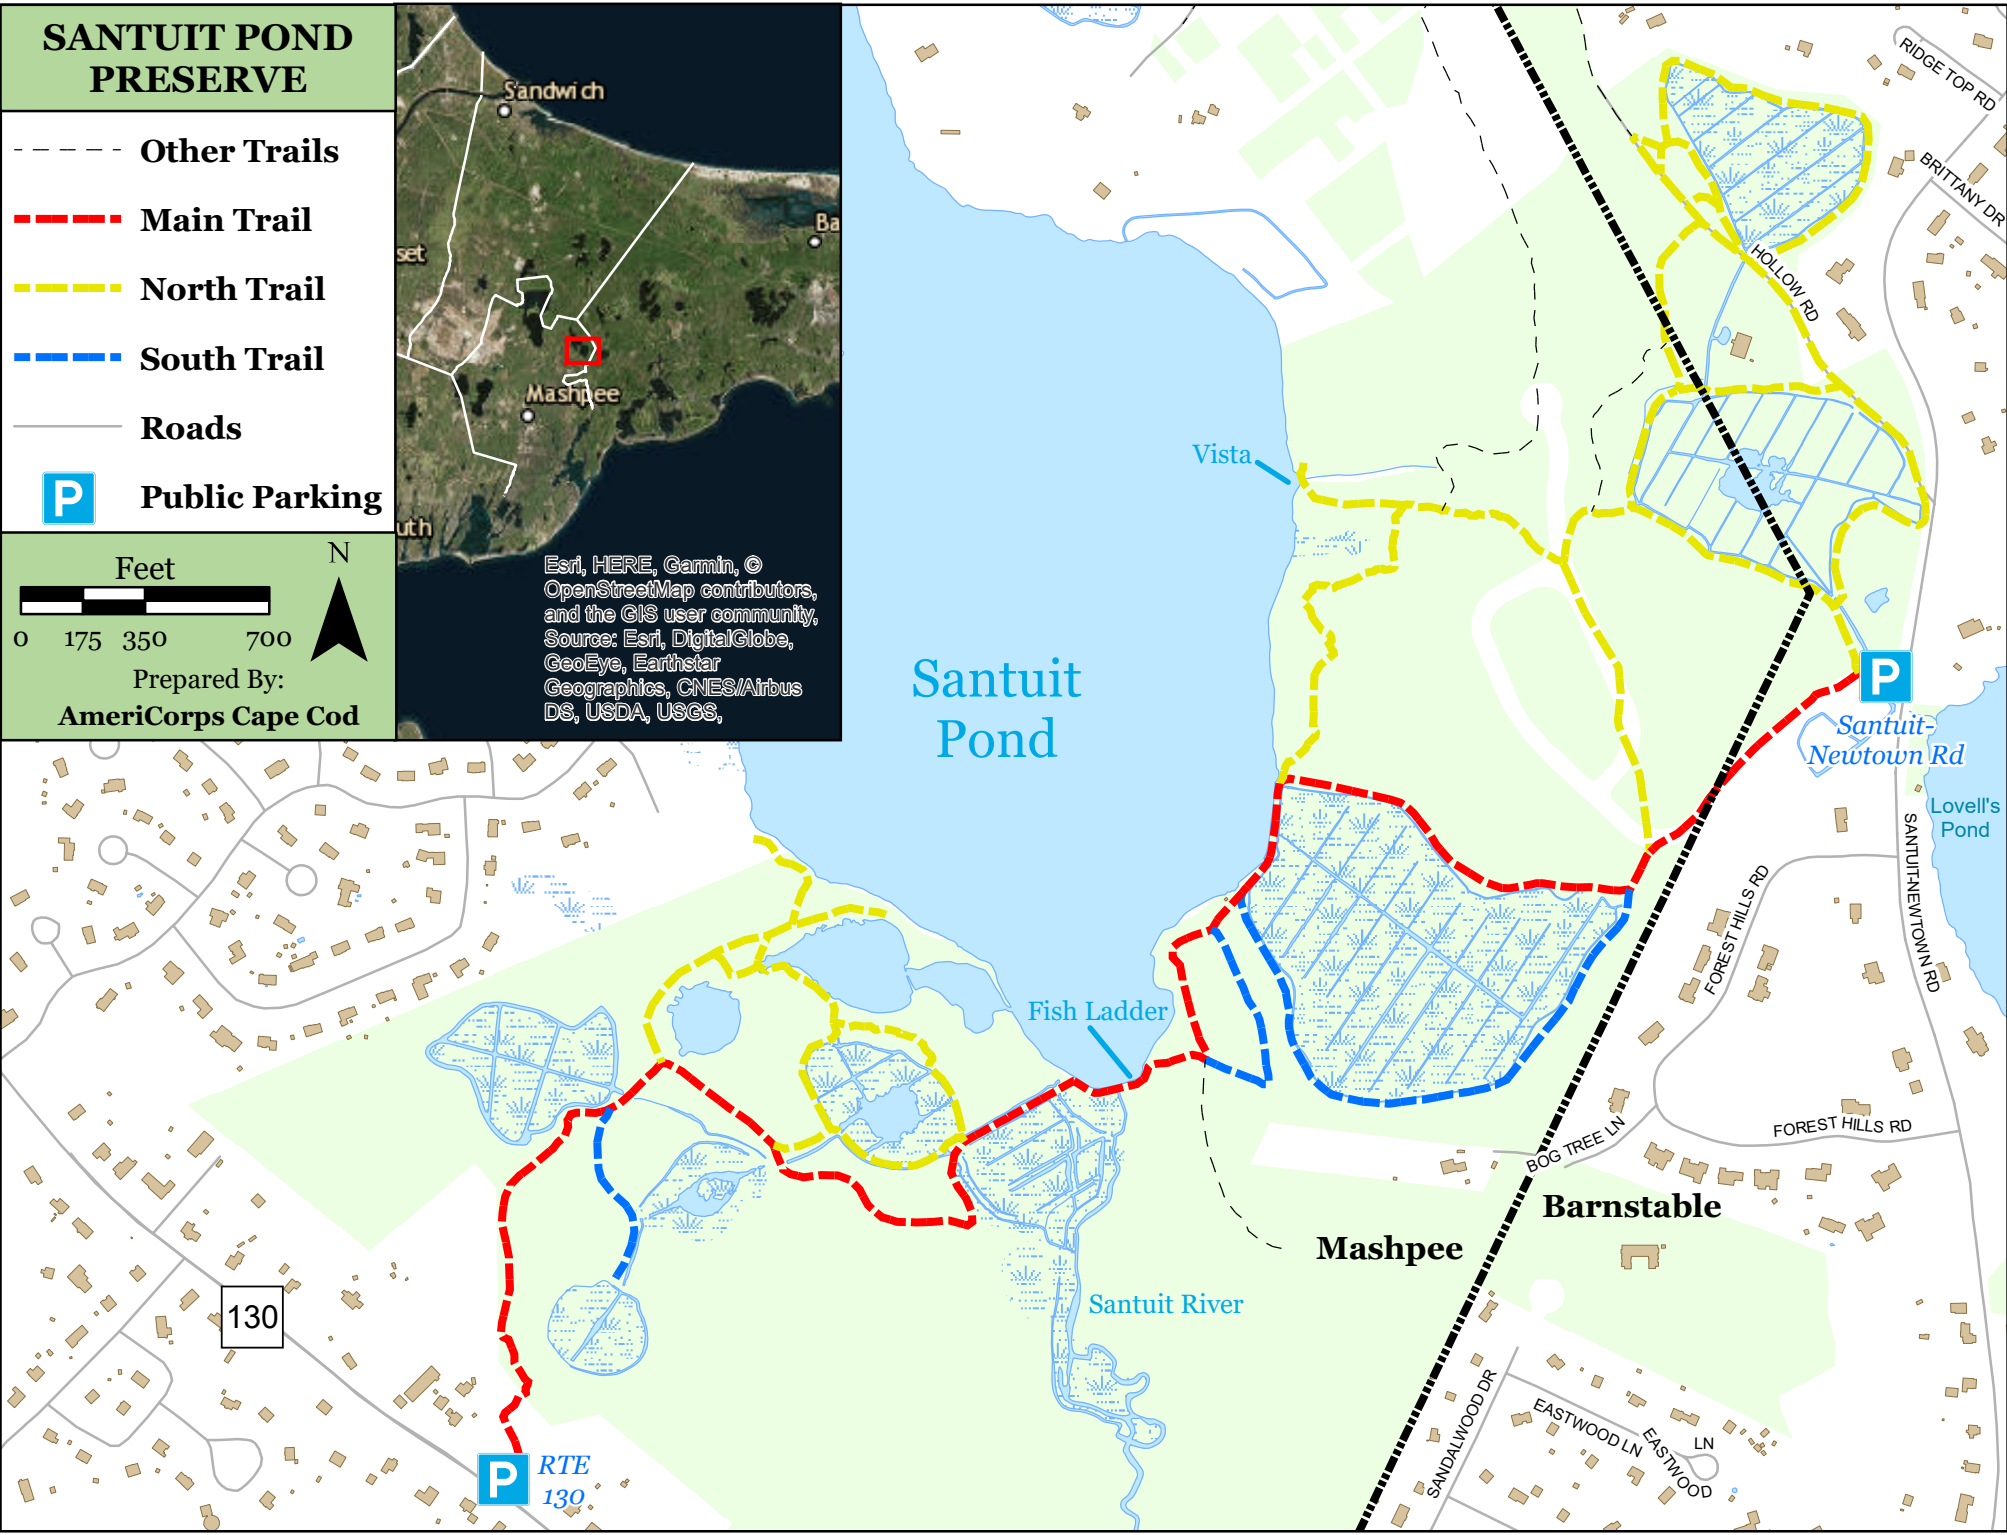 SANTUIT POND
PRESERVE
Other Trails
Main Trail
North Trail
South Trail
Roads
P Public Parking
Feet
N
0 175 350 700
Prepared By:
AmeriCorps Cape Cod
Sandwich
Ba
set
Mashpee
uth
Esri, HERE, Garmin, ©
OpenStreetMap contributors,
and the GIS user community,
Source: Esri, DigitalGlobe,
GeoEye, Earthstar
Geographics, CNES/Airbus
DS, USDA, USGS,
RIDGE TOP RD
BRITTANY DR
HOLLOW RD
Vista
Santuit
Pond
P
Santuit-
Newtown Rd
Lovell's
Pond
SANTUIT-NEWTOWN RD
FOREST HILLS RD
Fish Ladder
FOREST HILLS RD
BOG TREE LN
Barnstable
Mashpee
Santuit River
130
SANDALWOOD DR
EASTWOOD LN
EASTWOOD
LN
P
RTE
130